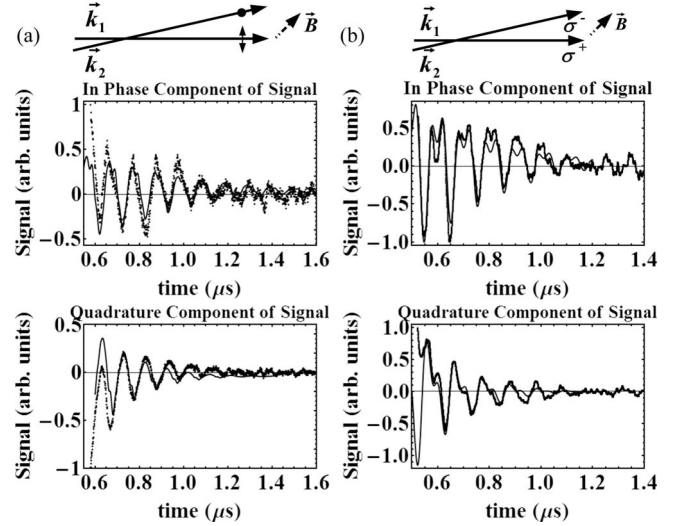 (a)
k₁
k₂
B
(b)
k₁
k₂
σ⁻
σ⁺
B
In Phase Component of Signal
Signal (arb. units)
1
0.5
0
−0.5
0.6 0.8 1.0 1.2 1.4 1.6
time (μs)
In Phase Component of Signal
Signal (arb. units)
0.5
0.0
−0.5
−1.0
0.6 0.8 1.0 1.2 1.4
time (μs)
Quadrature Component of Signal
Signal (arb. units)
0.5
0
−0.5
−1
0.6 0.8 1.0 1.2 1.4 1.6
time (μs)
Quadrature Component of Signal
Signal (arb. units)
1.0
0.5
0.0
−0.5
−1.0
0.6 0.8 1.0 1.2 1.4
time (μs)